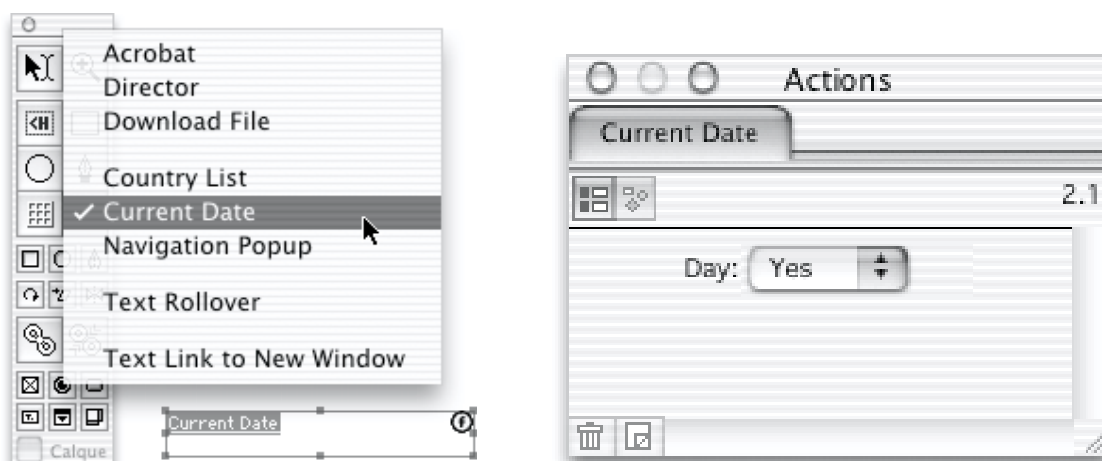 Acrobat
Director
Download File
Country List
Current Date
Navigation Popup
Text Rollover
Text Link to New Window
Current Date
Calque
Actions
Current Date
2.1
Day: Yes